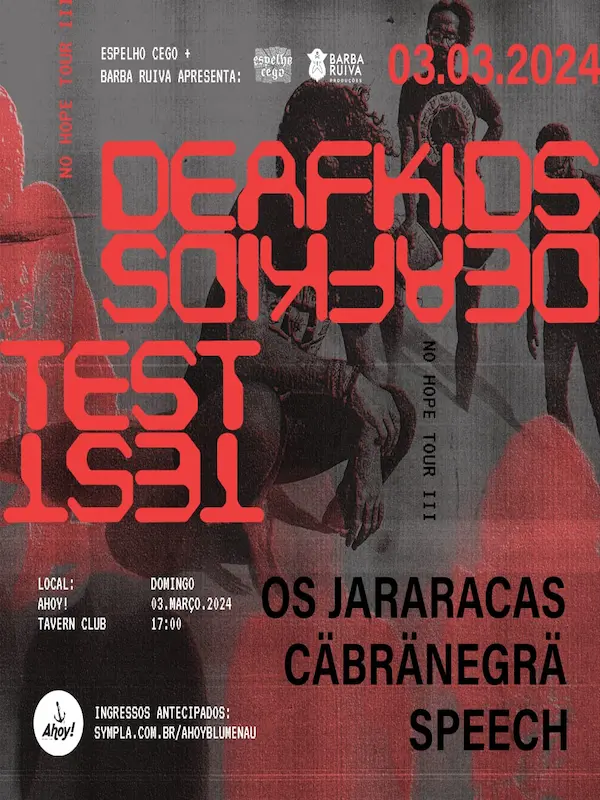 NO HOPE TOUR III
ESPELHO CEGO +
BARBA RUIVA APRESENTA:
espelho
cego
BARBA
RUIVA
PRODUÇÕES
03.03.2024
DEAFKIDS
DEAFKIDS
TEST
TEST
NO HOPE TOUR III
LOCAL:
AHOY!
TAVERN CLUB
DOMINGO
03.MARÇO.2024
17:00
OS JARARACAS
CÄBRÄNEGRÄ
SPEECH
Ahoy!
INGRESSOS ANTECIPADOS:
SYMPLA.COM.BR/AHOYBLUMENAU